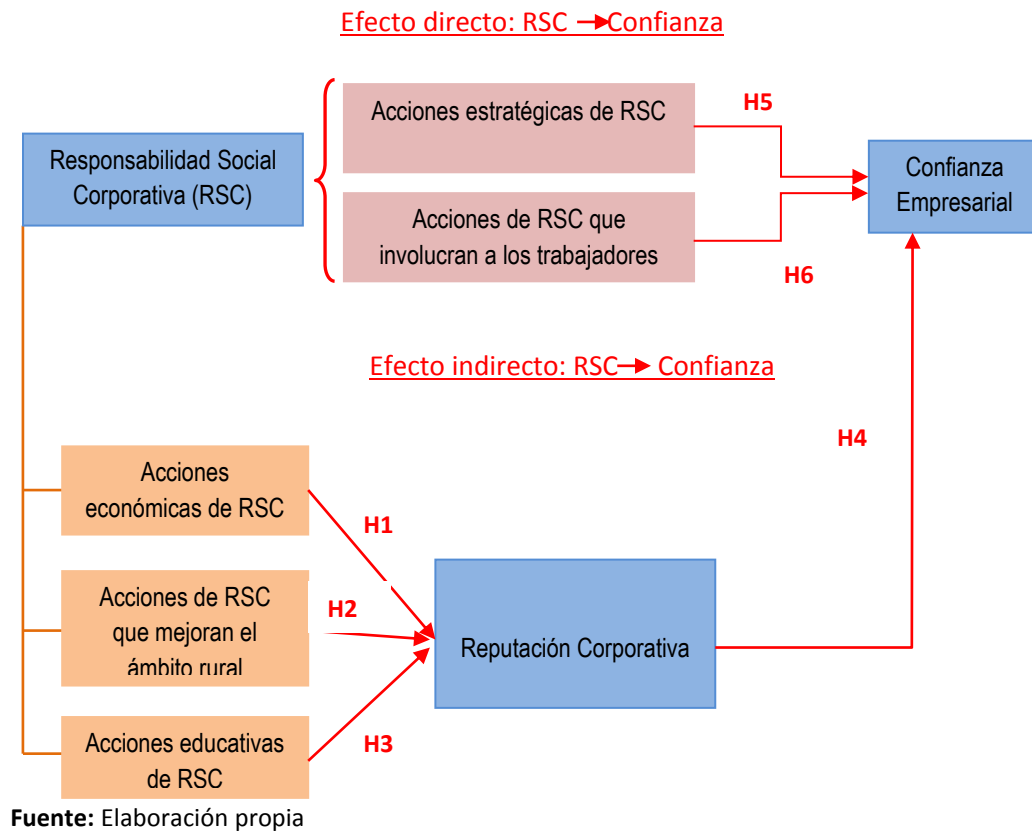 Efecto directo: RSC → Confianza
Acciones estratégicas de RSC
H5
Responsabilidad Social
Corporativa (RSC)
Confianza
Empresarial
Acciones de RSC que
involucran a los trabajadores
H6
Efecto indirecto: RSC → Confianza
H4
Acciones
económicas de RSC
H1
Acciones de RSC
que mejoran el
ámbito rural
H2
Reputación Corporativa
Acciones educativas
de RSC
H3
Fuente: Elaboración propia